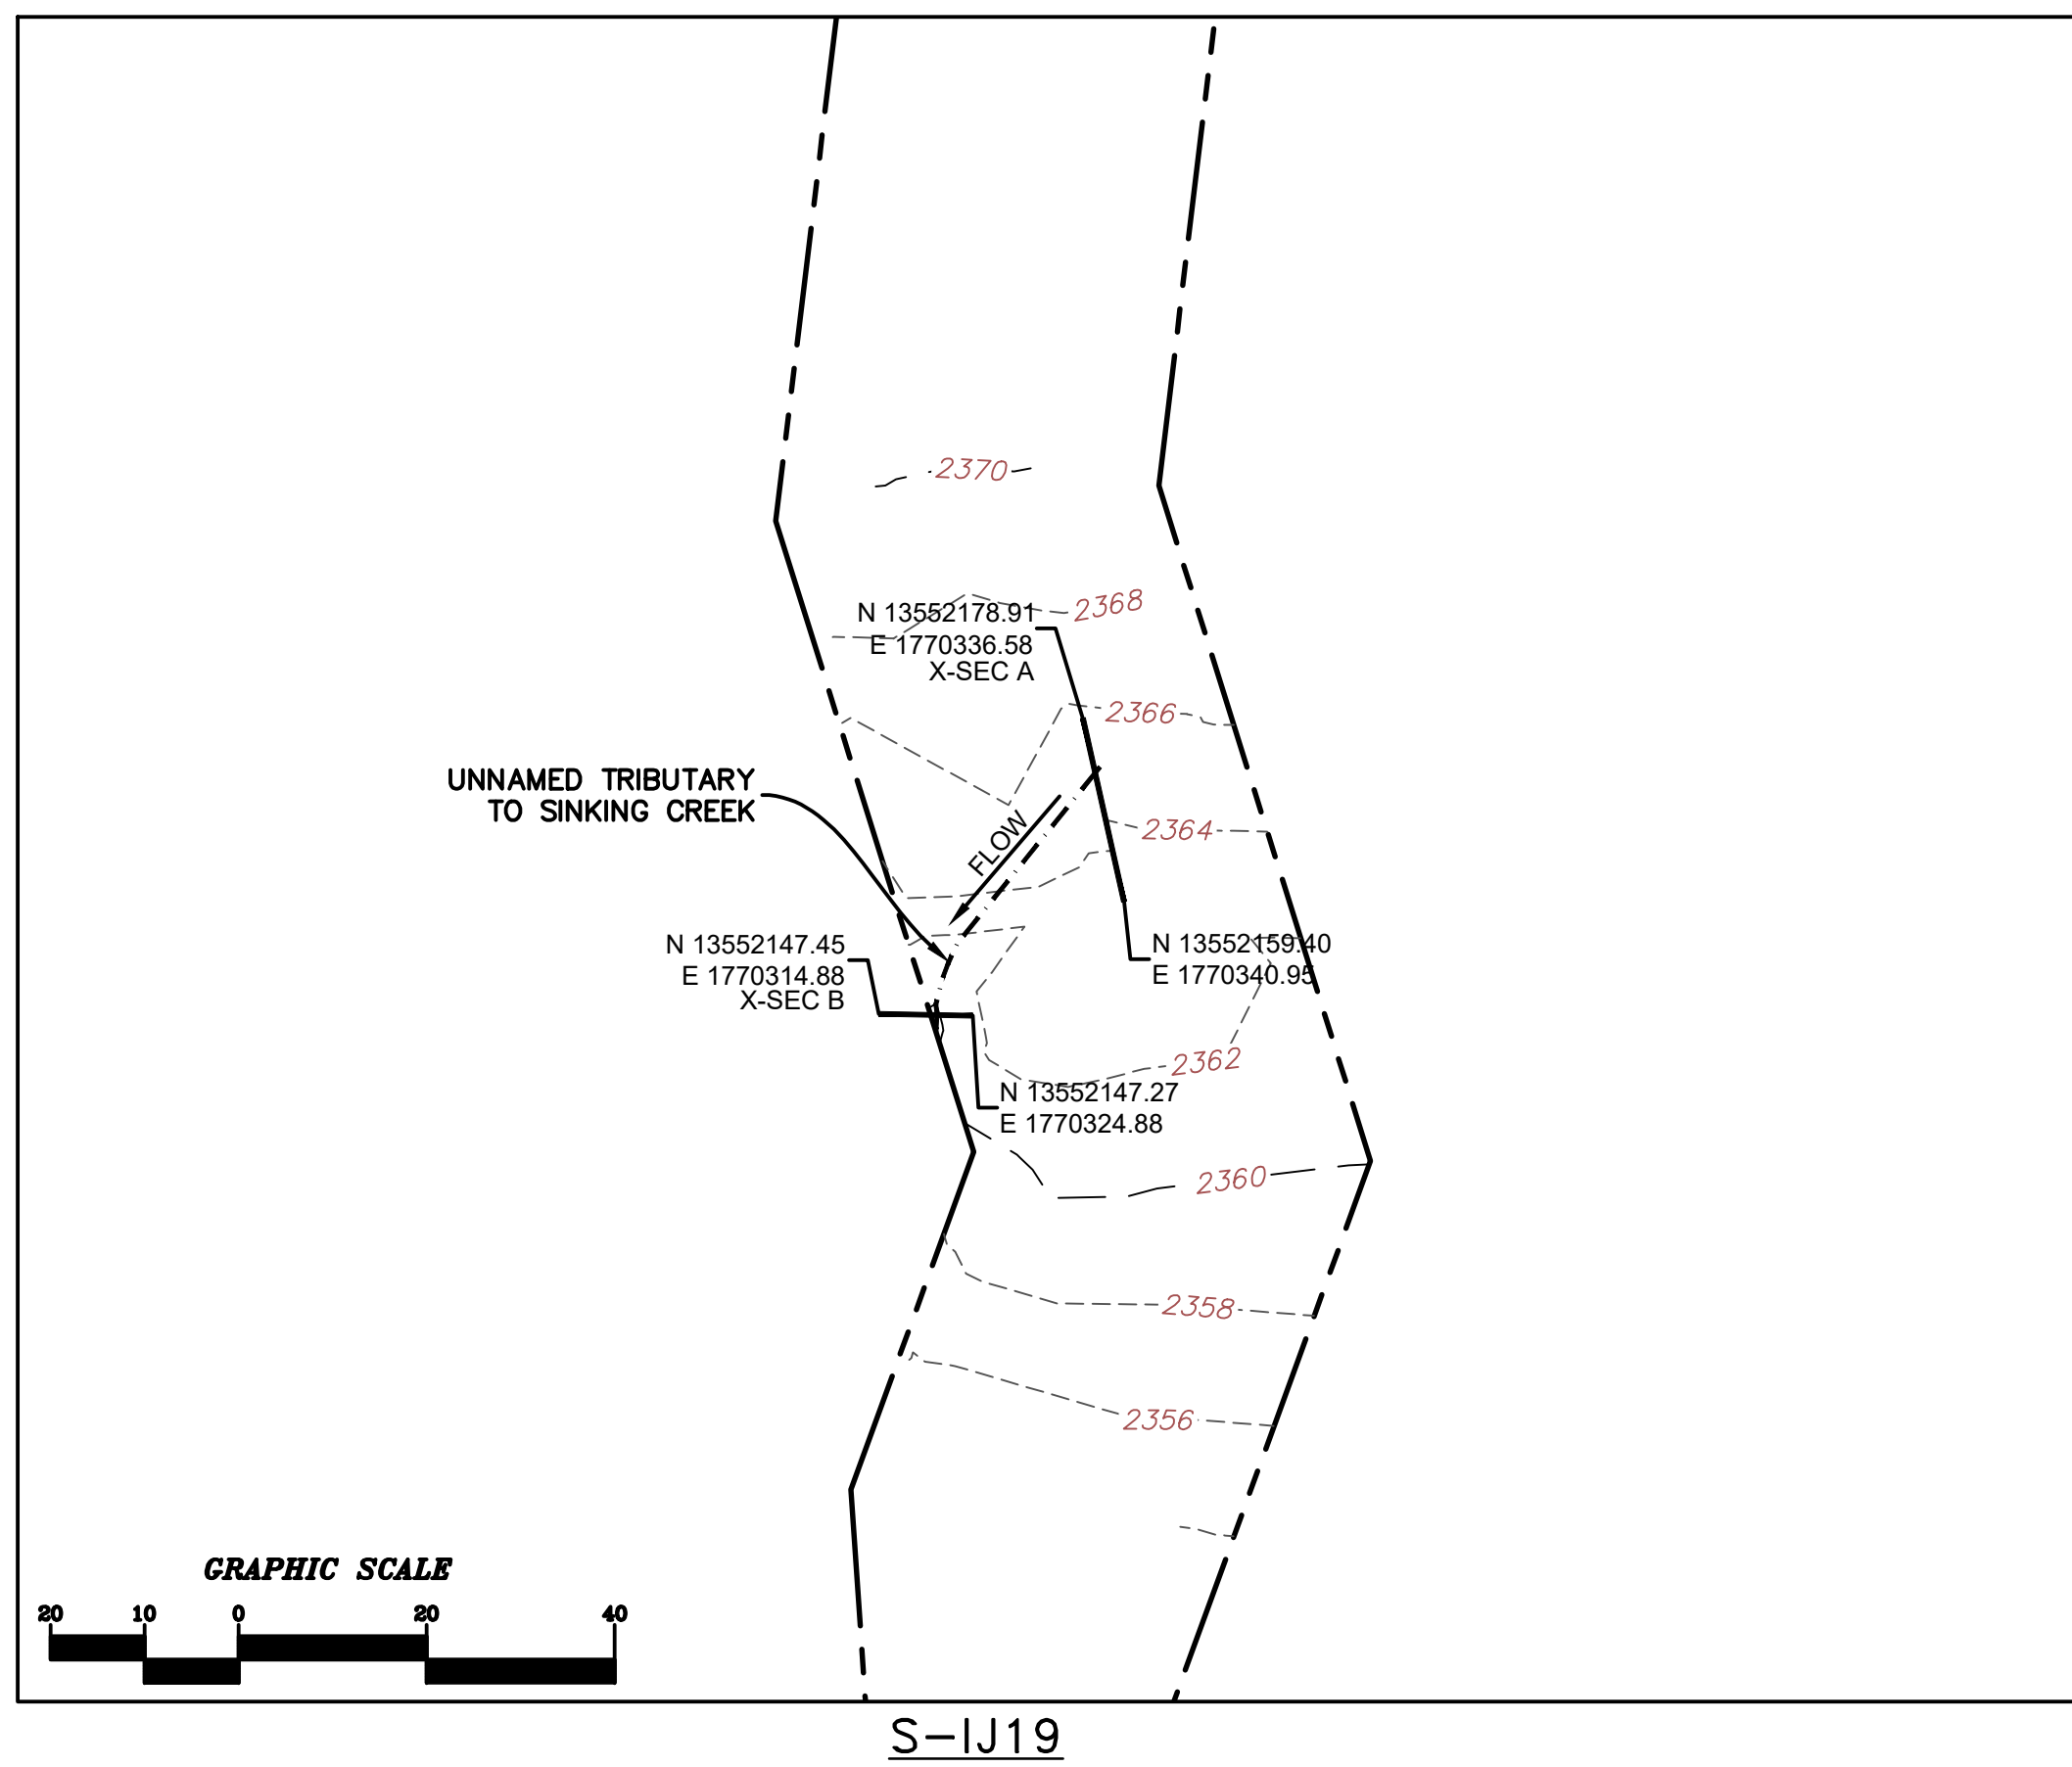 2370
2368
N 13552178.91
E 1770336.58
X-SEC A
2366
UNNAMED TRIBUTARY
TO SINKING CREEK
FLOW
2364
N 13552147.45
E 1770314.88
X-SEC B
N 13552159.40
E 1770340.95
2362
N 13552147.27
E 1770324.88
2360
2358
2356
GRAPHIC SCALE
20 10 0 20 40
S-IJ19